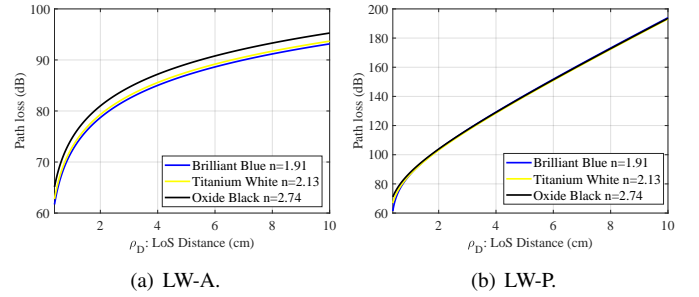 100
90
80
70
60
Path loss (dB)
2 4 6 8 10
ρD: LoS Distance (cm)
Brilliant Blue n=1.91
Titanium White n=2.13
Oxide Black n=2.74
(a) LW-A.
200
180
160
140
120
100
80
60
Path loss (dB)
2 4 6 8 10
ρD: LoS Distance (cm)
Brilliant Blue n=1.91
Titanium White n=2.13
Oxide Black n=2.74
(b) LW-P.